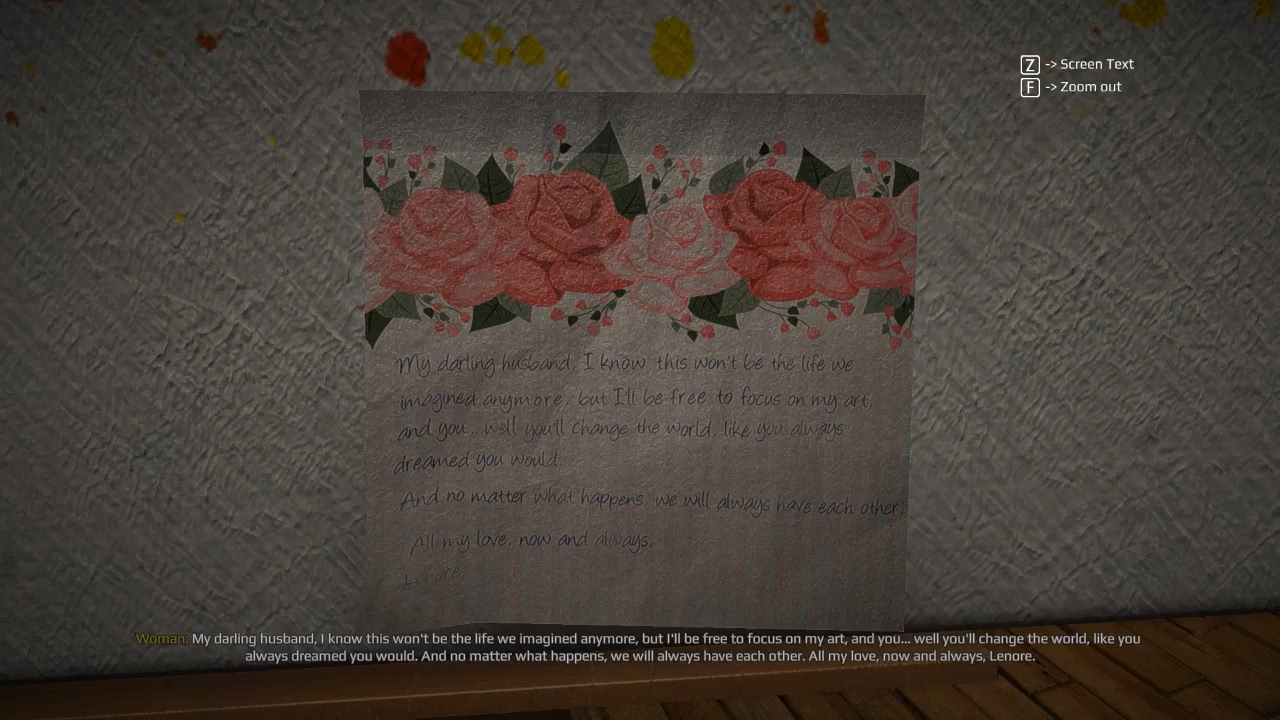 Z -> Screen Text
F -> Zoom out
My darling husband, I know this won't be the life we
imagined anymore, but I'll be free to focus on my art,
and you... well you'll change the world, like you always
dreamed you would.
And no matter what happens, we will always have each other.
All my love, now and always,
Lenore
Woman: My darling husband, I know this won't be the life we imagined anymore, but I'll be free to focus on my art, and you... well you'll change the world, like you
always dreamed you would. And no matter what happens, we will always have each other. All my love, now and always, Lenore.